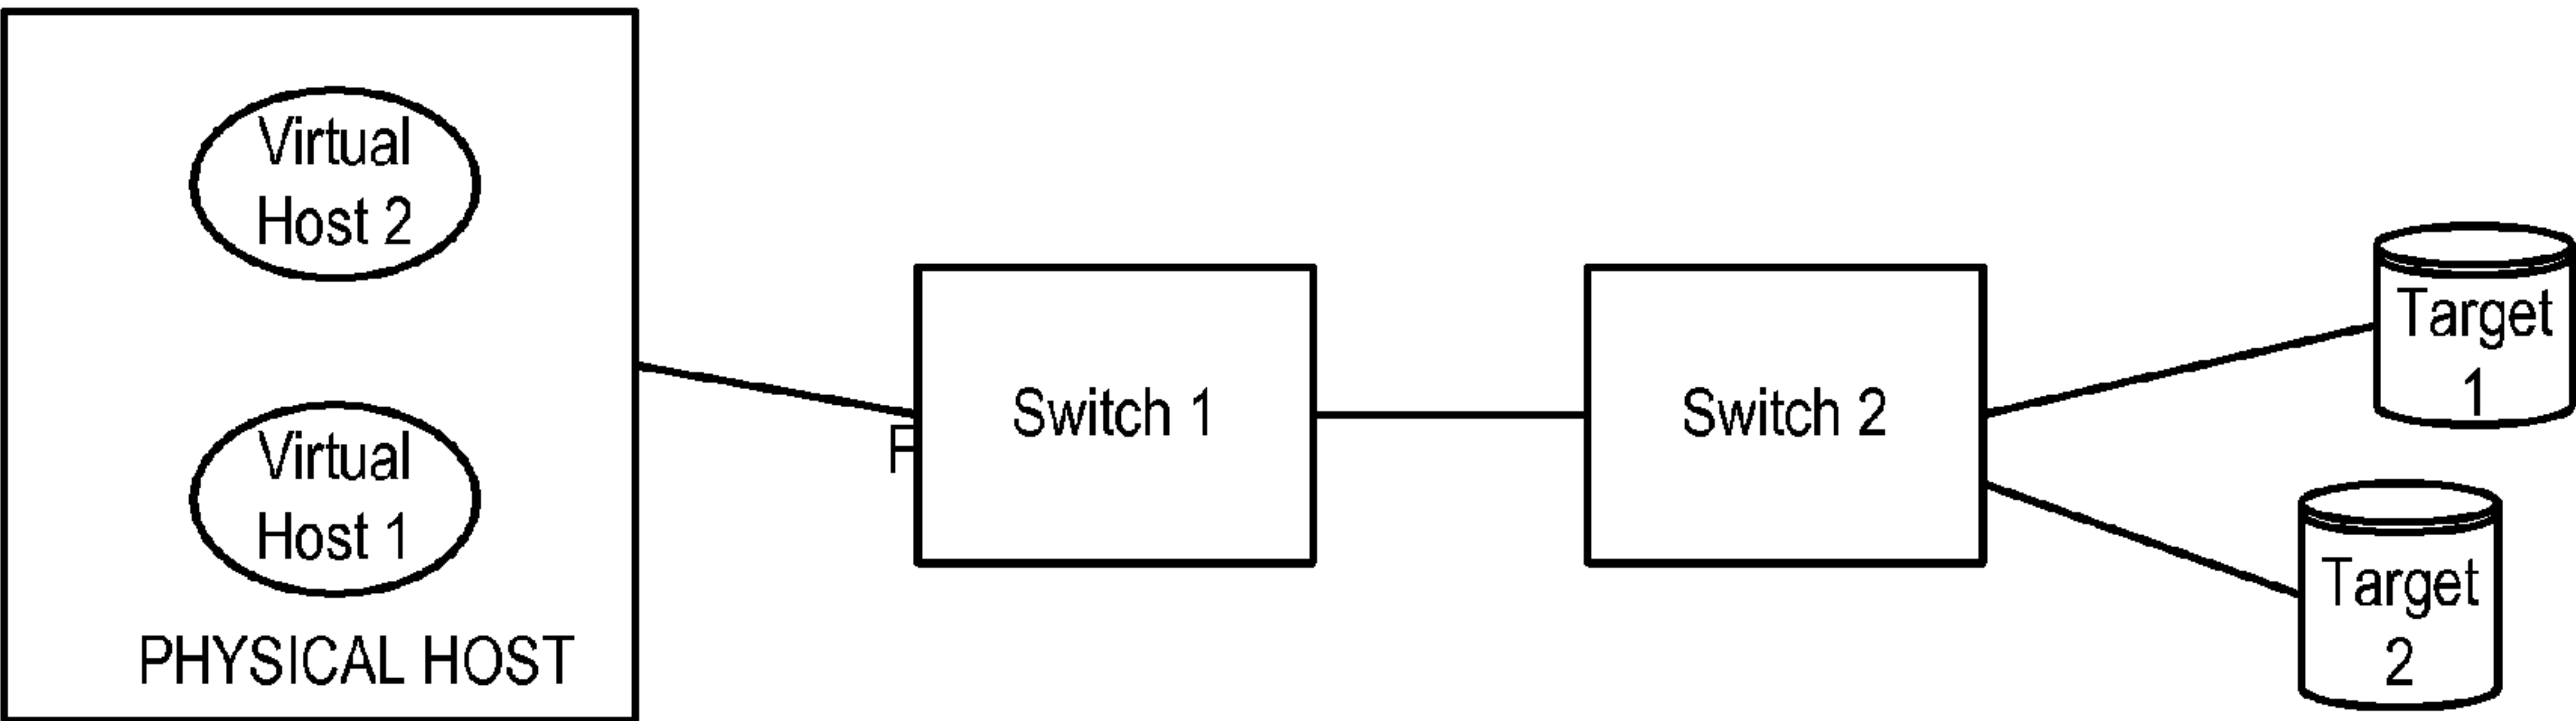 Virtual
Host 2
Virtual
Host 1
PHYSICAL HOST
F
Switch 1
Switch 2
Target
1
Target
2